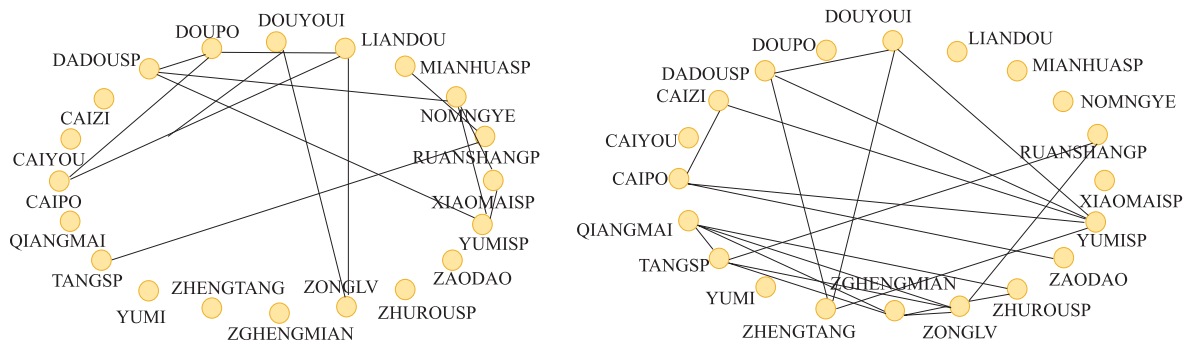 DOUYOUI
DOUPO
LIANDOU
DADOUSP
MIANHUASP
CAIZI
NOMNGYE
CAIYOU
RUANSHANGP
CAIPO
XIAOMAISP
QIANGMAI
YUMISP
TANGSP
ZAODAO
ZHENGTANG
ZONGLV
YUMI
ZGHENGMIAN
ZHUROUSP
DOUYOUI
DOUPO
LIANDOU
DADOUSP
MIANHUASP
CAIZI
NOMNGYE
CAIYOU
RUANSHANGP
CAIPO
XIAOMAISP
QIANGMAI
YUMISP
TANGSP
ZAODAO
ZGHENGMIAN
YUMI
ZHUROUSP
ZHENGTANG
ZONGLV